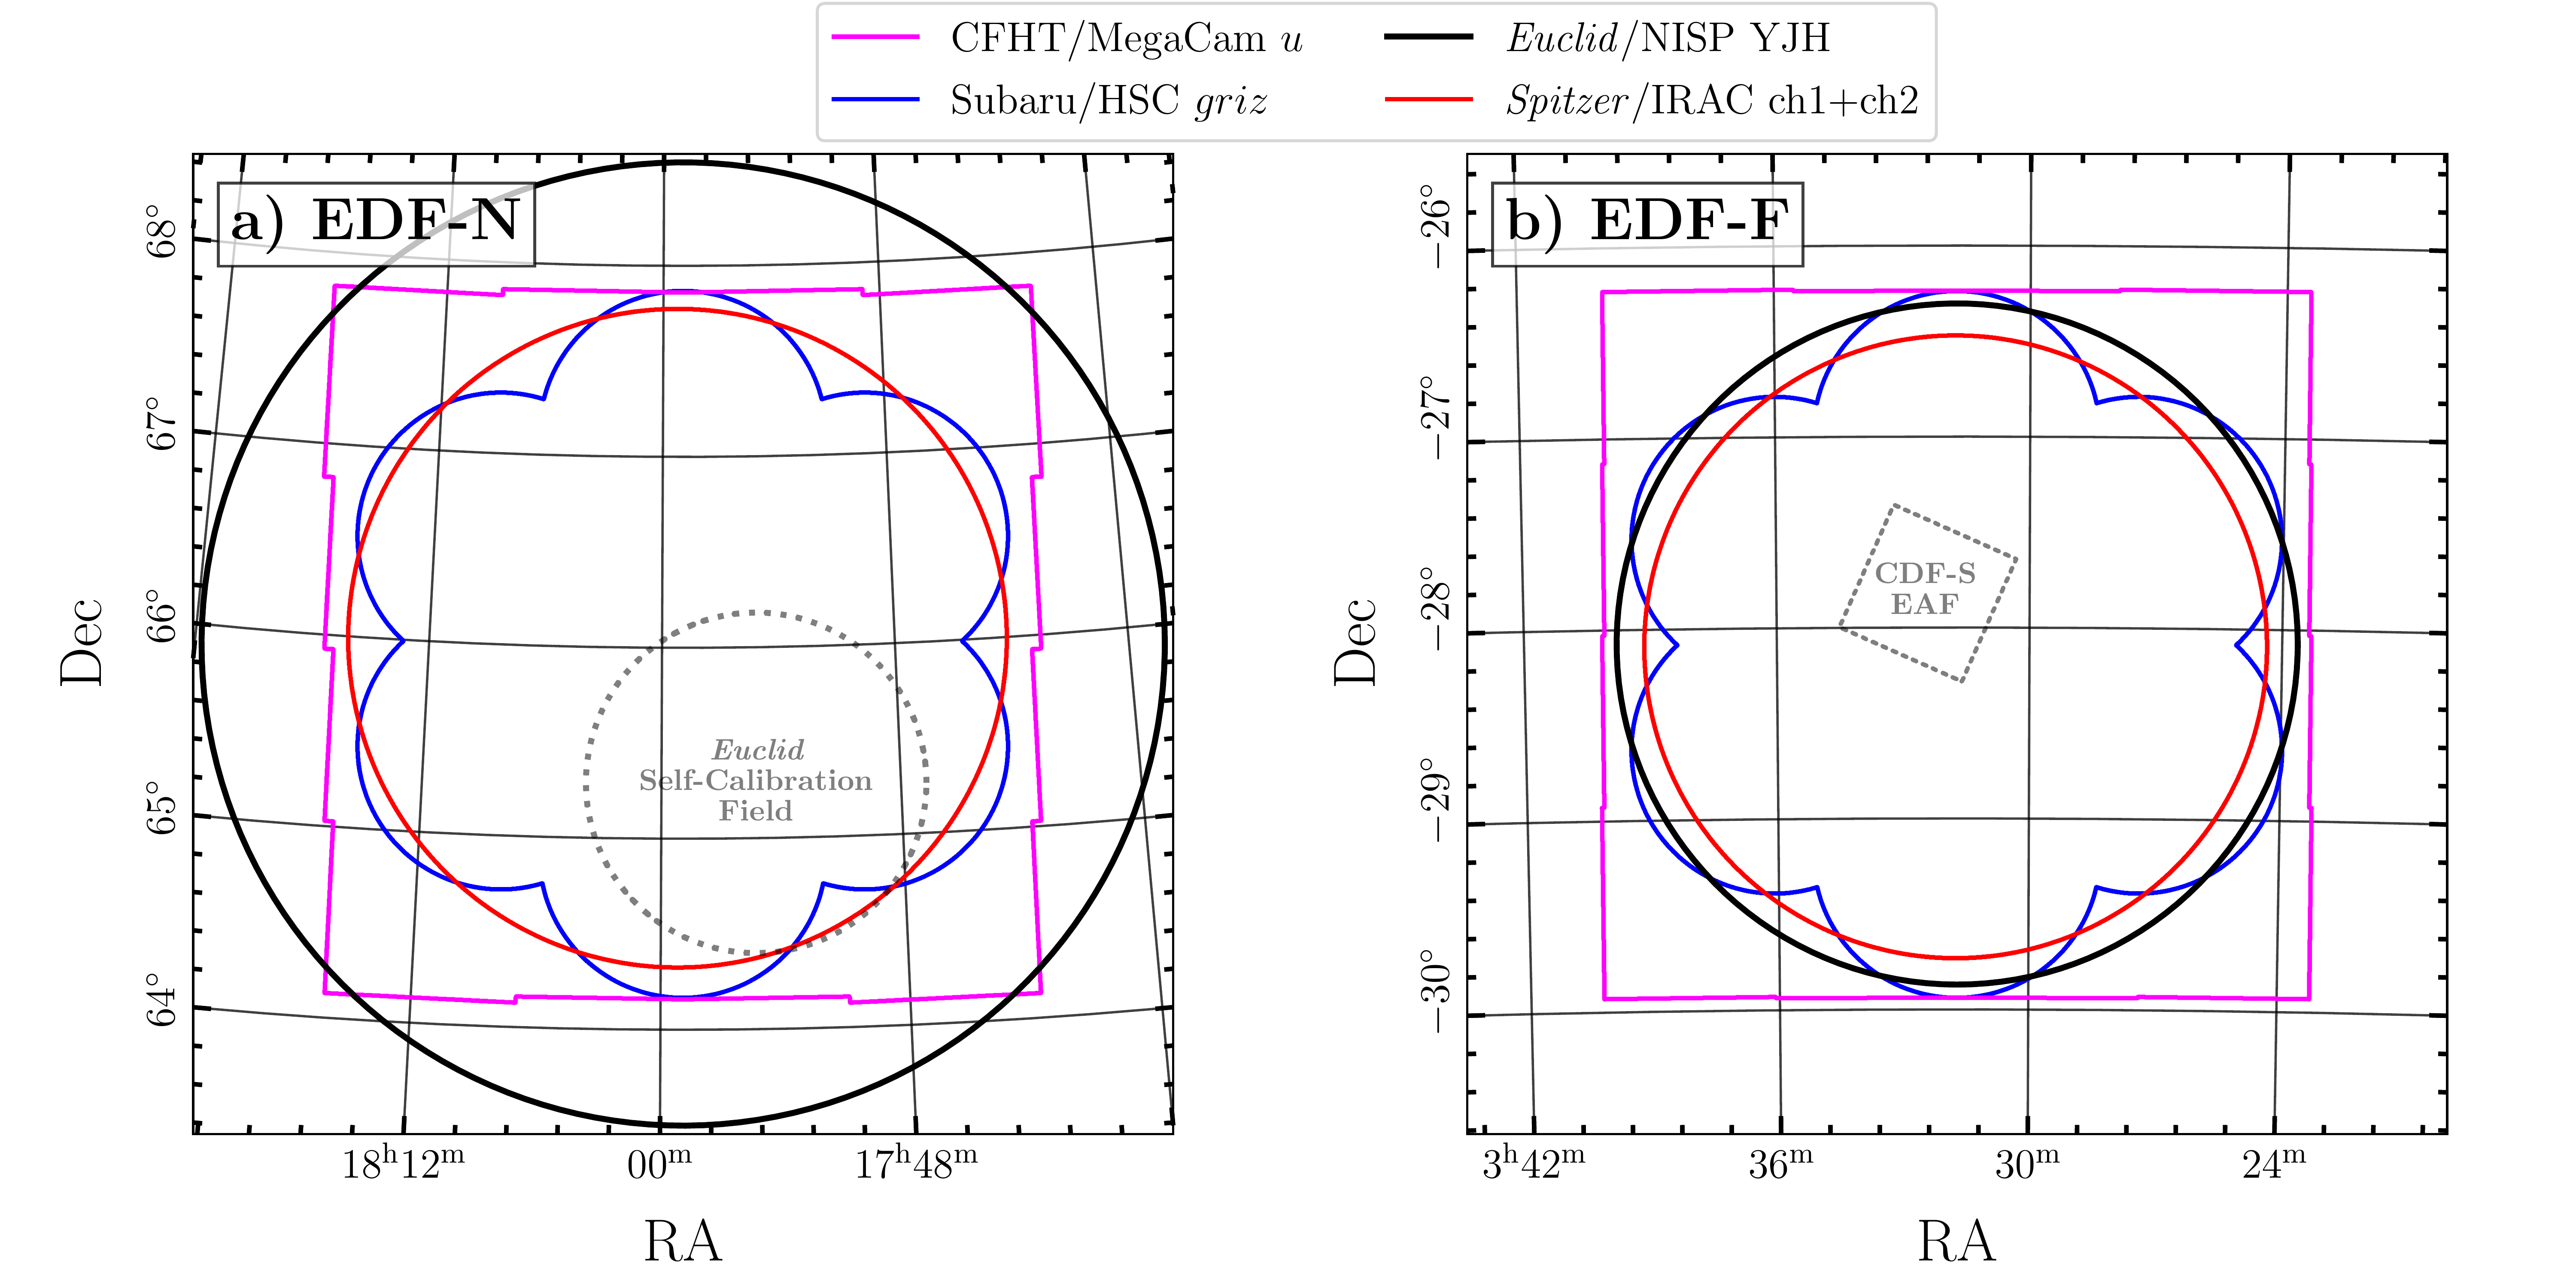 CFHT/MegaCam u
Subaru/HSC griz
Euclid/NISP YJH
Spitzer/IRAC ch1+ch2
a) EDF-N
68°
67°
66°
65°
64°
Dec
Euclid
Self-Calibration
Field
18ʰ12ᵐ 00ᵐ 17ʰ48ᵐ
RA
b) EDF-F
−26°
−27°
−28°
−29°
−30°
Dec
CDF-S
EAF
3ʰ42ᵐ 36ᵐ 30ᵐ 24ᵐ
RA